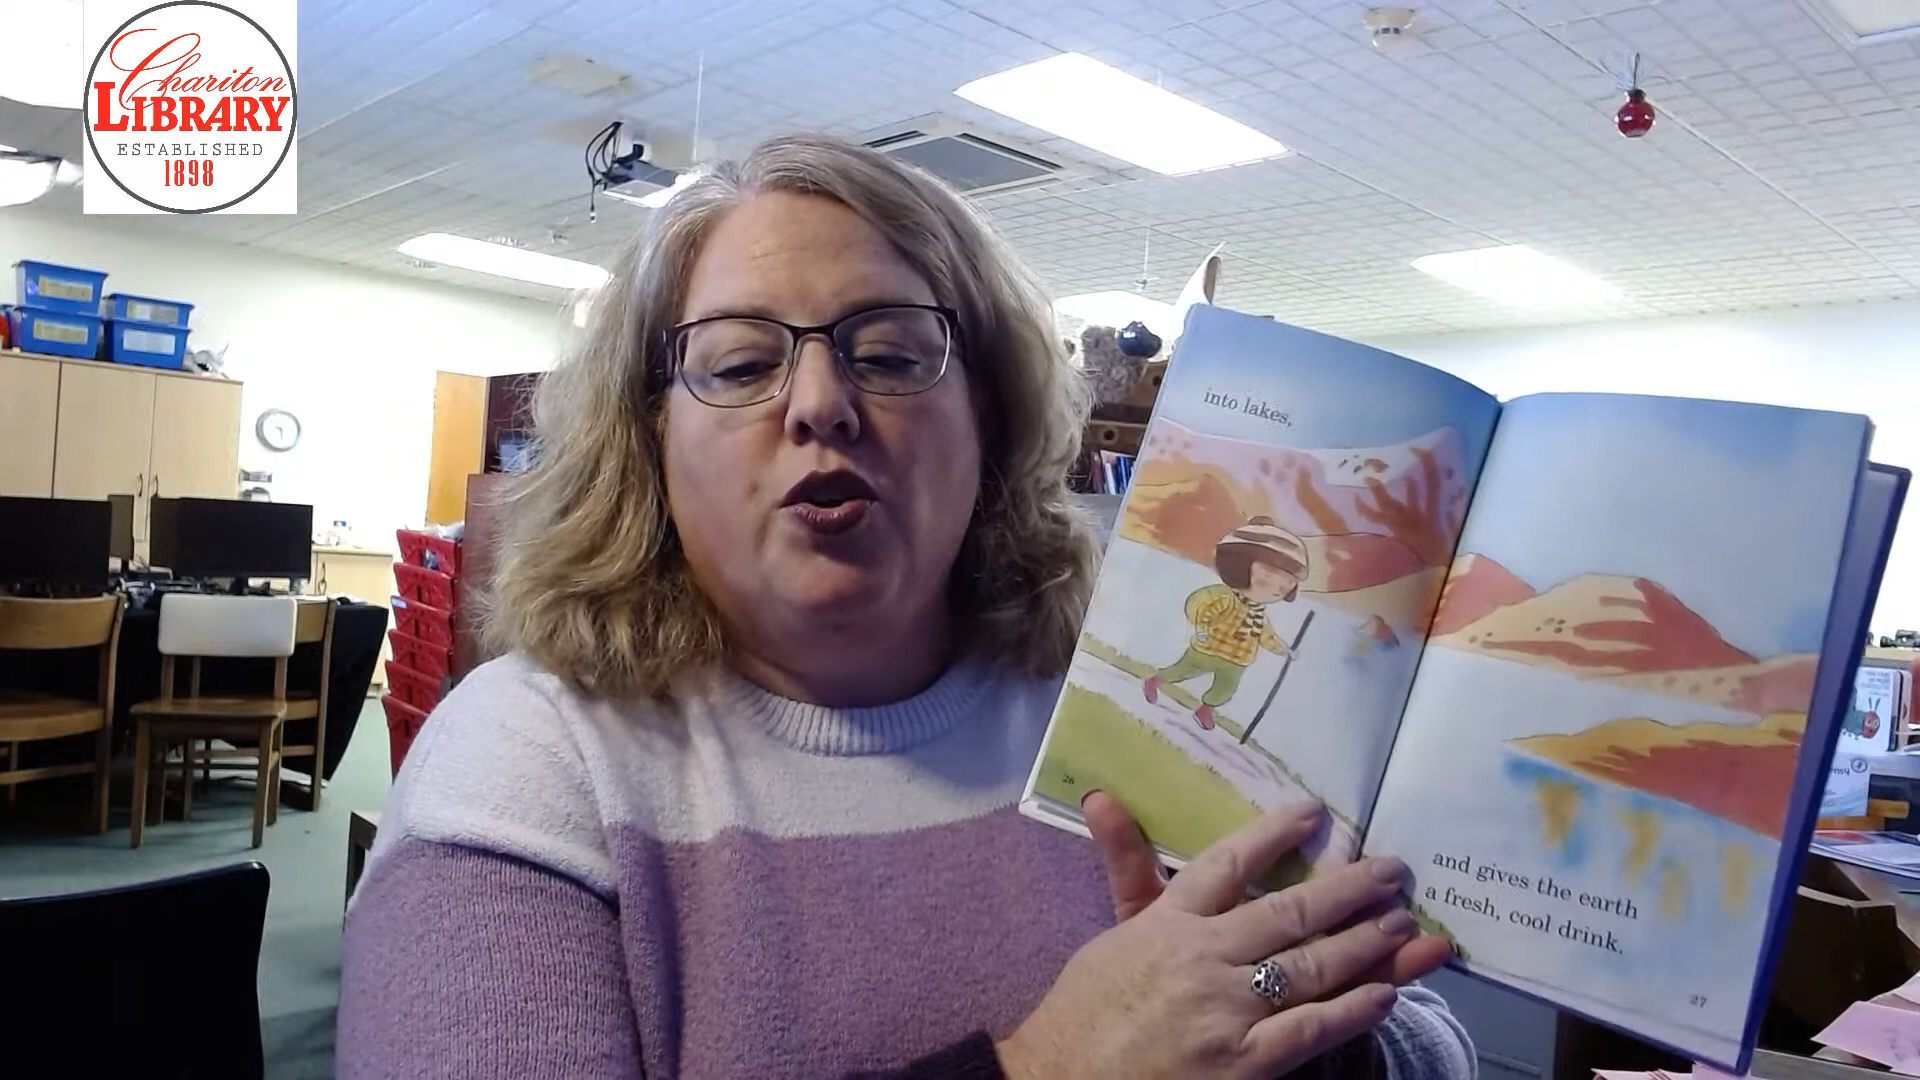 Chariton
LIBRARY
ESTABLISHED
1898
into lakes,
26
and gives the earth
a fresh, cool drink.
27